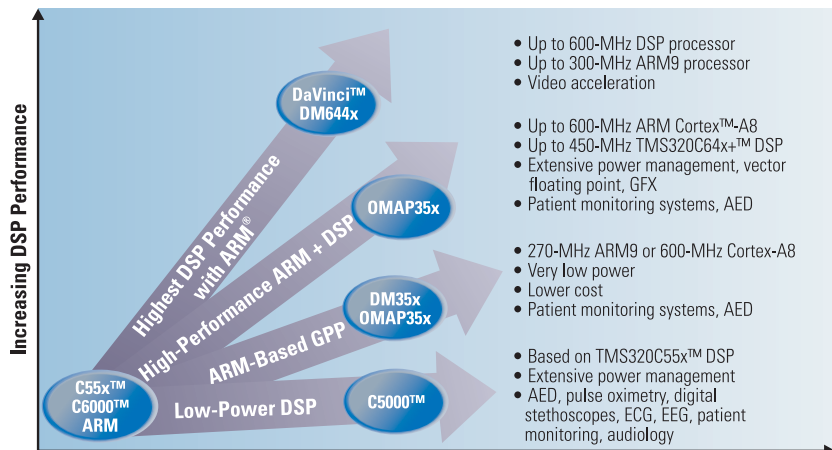 Increasing DSP Performance
DaVinci™
DM644x
Highest DSP Performance
with ARM®
• Up to 600-MHz DSP processor
• Up to 300-MHz ARM9 processor
• Video acceleration
OMAP35x
High-Performance ARM + DSP
• Up to 600-MHz ARM Cortex™-A8
• Up to 450-MHz TMS320C64x+™ DSP
• Extensive power management, vector
floating point, GFX
• Patient monitoring systems, AED
DM35x
OMAP35x
ARM-Based GPP
• 270-MHz ARM9 or 600-MHz Cortex-A8
• Very low power
• Lower cost
• Patient monitoring systems, AED
C55x™
C6000™
ARM
Low-Power DSP
C5000™
• Based on TMS320C55x™ DSP
• Extensive power management
• AED, pulse oximetry, digital
stethoscopes, ECG, EEG, patient
monitoring, audiology